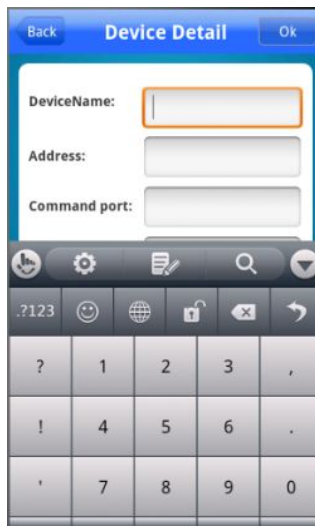 Back Device Detail Ok
DeviceName:
Address:
Command port:
.?123
? 1 2 3 ,
! 4 5 6 .
' 7 8 9 0